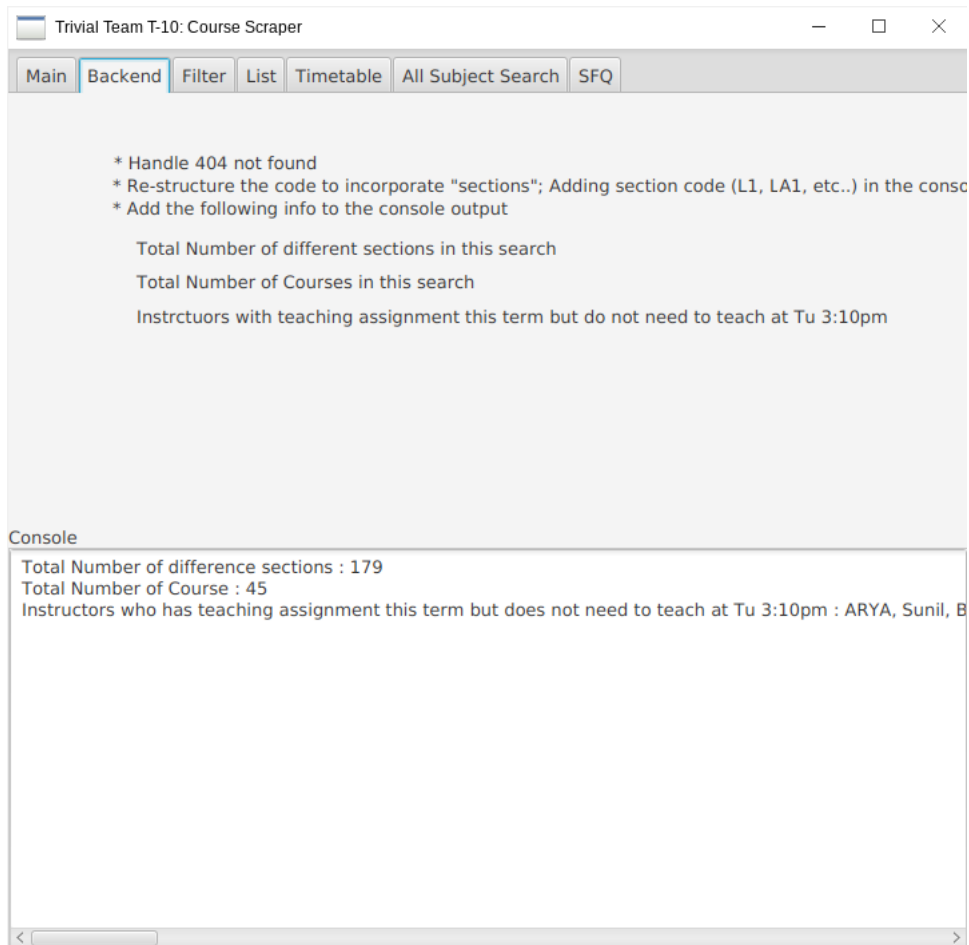 Trivial Team T-10: Course Scraper
Main Backend Filter List Timetable All Subject Search SFQ
* Handle 404 not found
* Re-structure the code to incorporate "sections"; Adding section code (L1, LA1, etc..) in the conso
* Add the following info to the console output
Total Number of different sections in this search
Total Number of Courses in this search
Instrctuors with teaching assignment this term but do not need to teach at Tu 3:10pm
Console
Total Number of difference sections : 179
Total Number of Course : 45
Instructors who has teaching assignment this term but does not need to teach at Tu 3:10pm : ARYA, Sunil, B